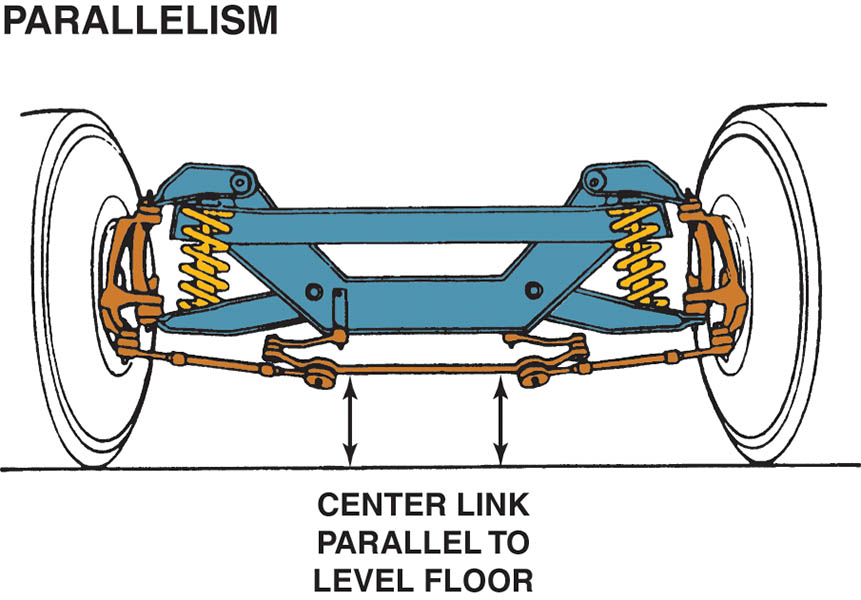 PARALLELISM
CENTER LINK
PARALLEL TO
LEVEL FLOOR